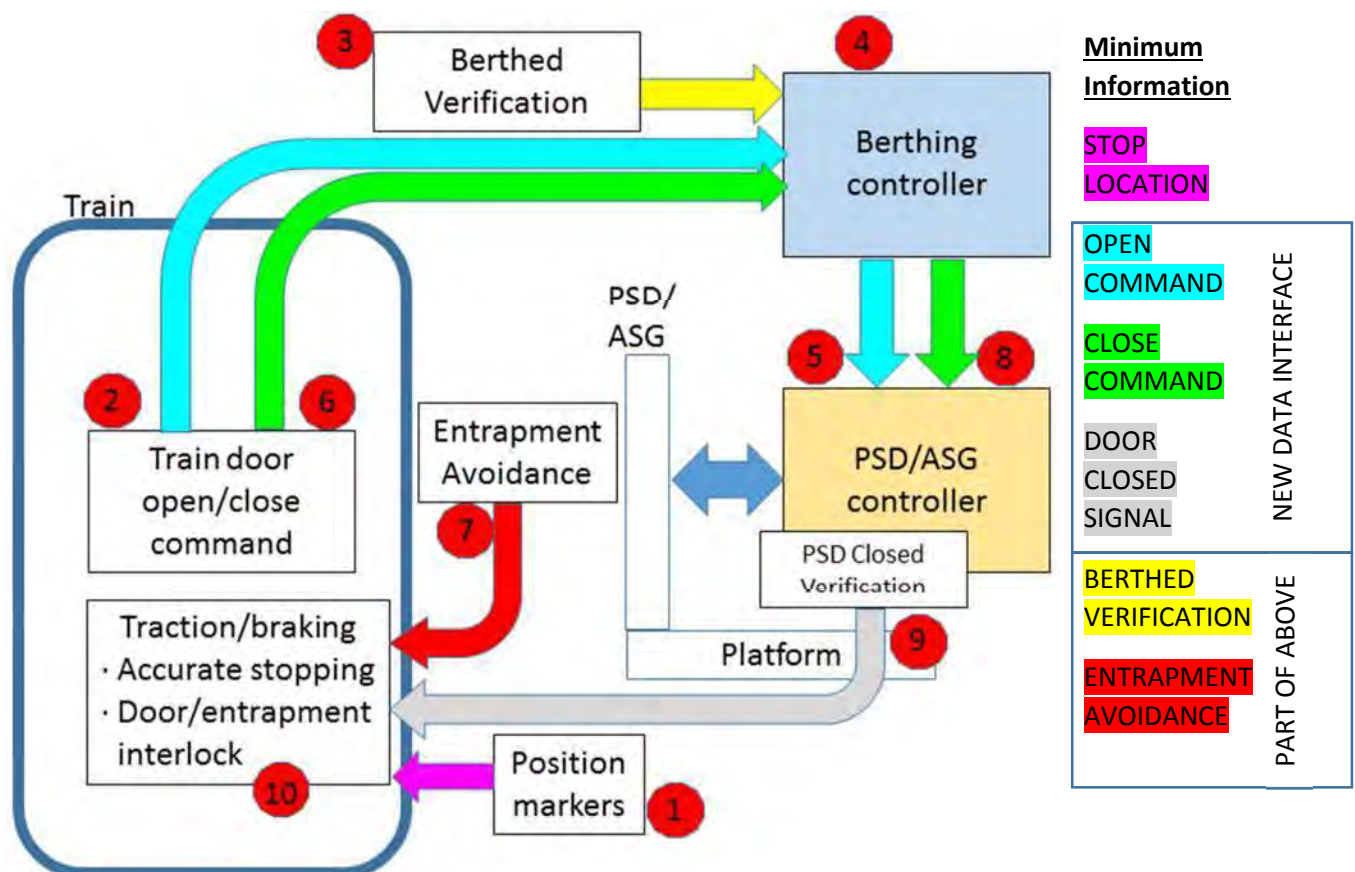 3
Berthed
Verification
4
Berthing
controller
Train
2
6
Train door
open/close
command
Entrapment
Avoidance
7
PSD/
ASG
5
8
PSD/ASG
controller
PSD Closed
Verification
9
Platform
Traction/braking
· Accurate stopping
· Door/entrapment
interlock
10
Position
markers
1
Minimum
Information
STOP
LOCATION
OPEN
COMMAND
CLOSE
COMMAND
DOOR
CLOSED
SIGNAL
NEW DATA INTERFACE
BERTHED
VERIFICATION
ENTRAPMENT
AVOIDANCE
PART OF ABOVE